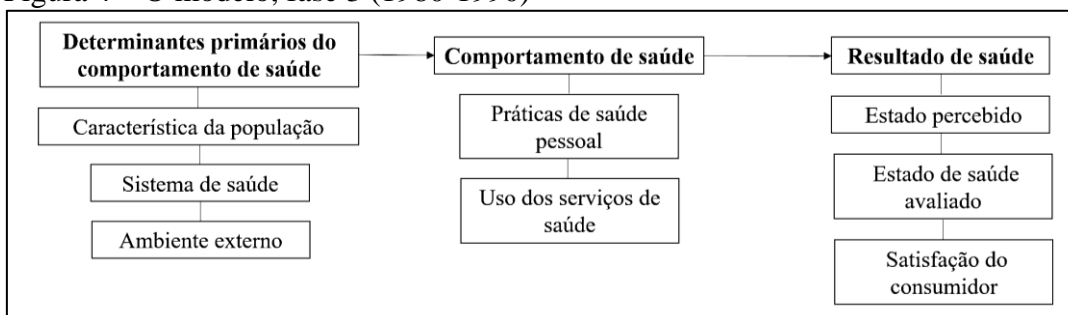 Figura 4 – O modelo, fase 3 (1980-1990)
Determinantes primários do
comportamento de saúde
Comportamento de saúde
Resultado de saúde
Característica da população
Sistema de saúde
Ambiente externo
Práticas de saúde
pessoal
Uso dos serviços de
saúde
Estado percebido
Estado de saúde
avaliado
Satisfação do
consumidor